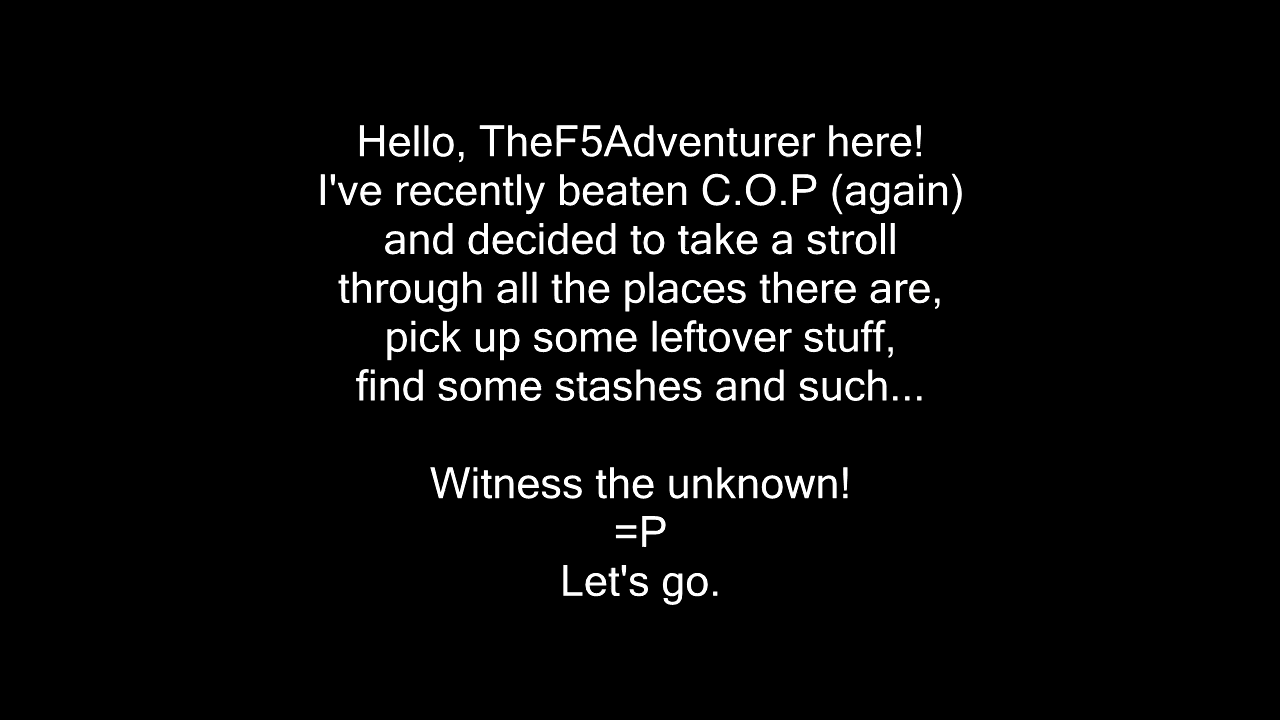 Hello, TheF5Adventurer here!
I've recently beaten C.O.P (again)
and decided to take a stroll
through all the places there are,
pick up some leftover stuff,
find some stashes and such...
Witness the unknown!
=P
Let's go.